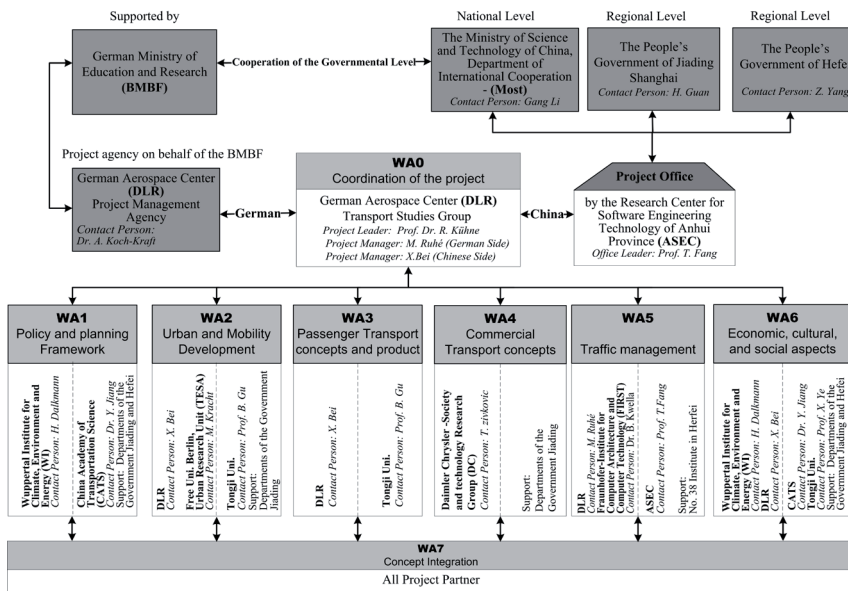 Supported by
National Level
Regional Level
Regional Level
German Ministry of
Education and Research
(BMBF)
Cooperation of the Governmental Level
The Ministry of Science
and Technology of China,
Department of
International Cooperation
- (Most)
Contact Person: Gang Li
The People's
Government of Jiading
Shanghai
Contact Person: H. Guan
The People's
Government of Hefei
Contact Person: Z. Yang
Project agency on behalf of the BMBF
German Aerospace Center
(DLR)
Project Management
Agency
Contact Person:
Dr. A. Koch-Kraft
German
WA0
Coordination of the project
German Aerospace Center (DLR)
Transport Studies Group
Project Leader: Prof. Dr. R. Kühne
Project Manager: M. Ruhé (German Side)
Project Manager: X.Bei (Chinese Side)
China
Project Office
by the Research Center for
Software Engineering
Technology of Anhui
Province (ASEC)
Office Leader: Prof. T. Fang
WA1
Policy and planning
Framework
Wuppertal Institute for
Climate, Environment and
Energy (WI)
Contact Person: H. Dalkmann
China Academy of
Transportation Science
(CATS)
Contact Person: Dr. Y. Jiang
Support: Departments of the
Government Jiading and Hefei
WA2
Urban and Mobility
Development
DLR
Contact Person: X. Bei
Free Uni. Berlin,
Urban Research Unit (TESA)
Contact Person: M. Kracht
Tongji Uni.
Contact Person: Prof. B. Gu
Support:
Departments of the Government
Jiading
WA3
Passenger Transport
concepts and product
DLR
Contact Person: X. Bei
Tongji Uni.
Contact Person: Prof. B. Gu
WA4
Commercial
Transport concepts
Daimler Chrysler -Society
and technology Research
Group (DC)
Contact Person: T. zivkovic
Support:
Departments of the
Government Jiading
WA5
Traffic management
DLR
Contact Person: M. Ruhé
Fraunhofer-Institute for
Computer Architecture and
Computer Technology (FIRST)
Contact Person: Dr. B. Kwella
ASEC
Contact Person: Prof. T.Fang
Support:
No. 38 Institute in Herfei
WA6
Economic, cultural,
and social aspects
Wuppertal Institute for
Climate, Environment and
Energy (WI)
Contact Person: H. Dalkmann
DLR
Contact Person: X. Bei
CATS
Contact Person: Dr. Y. Jiang
Tongji Uni.
Contact Person: Prof. X. Ye
Support: Departments of the
Government Jiading and Hefei
WA7
Concept Integration
All Project Partner